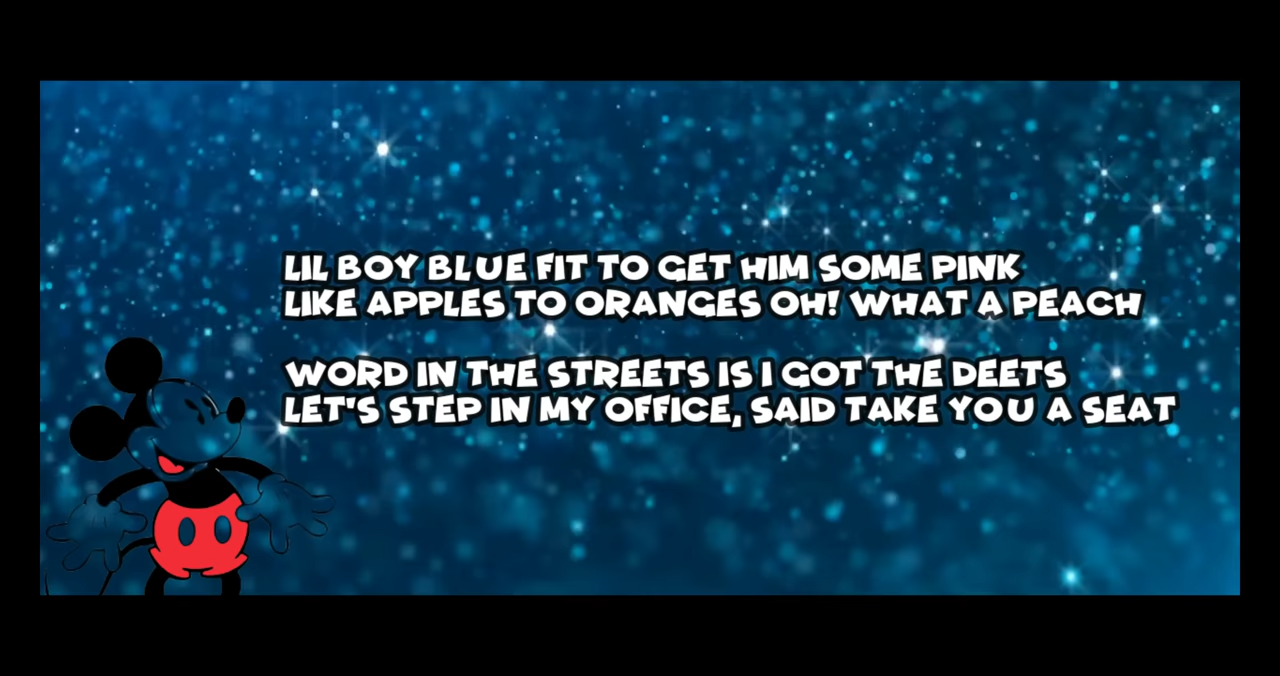 LIL BOY BLUE FIT TO GET HIM SOME PINK
LIKE APPLES TO ORANGES OH! WHAT A PEACH
WORD IN THE STREETS IS I GOT THE DEETS
LET'S STEP IN MY OFFICE, SAID TAKE YOU A SEAT